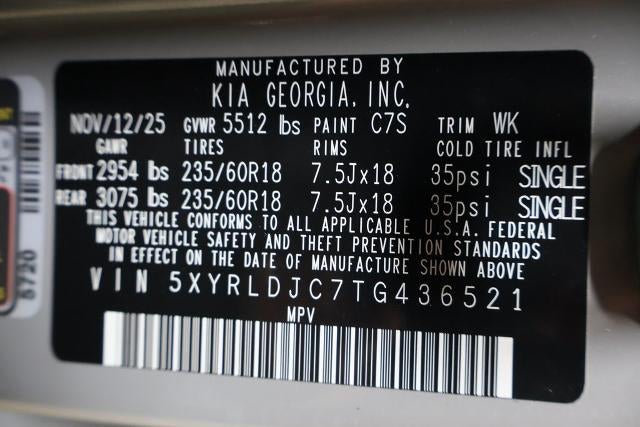 MANUFACTURED BY
KIA GEORGIA, INC.
NOV/12/25 GVWR 5512 lbs PAINT C7S TRIM WK
GAWR TIRES RIMS COLD TIRE INFL
FRONT 2954 lbs 235/60R18 7.5Jx18 35psi SINGLE
REAR 3075 lbs 235/60R18 7.5Jx18 35psi SINGLE
THIS VEHICLE CONFORMS TO ALL APPLICABLE U.S.A. FEDERAL
MOTOR VEHICLE SAFETY AND THEFT PREVENTION STANDARDS
IN EFFECT ON THE DATE OF MANUFACTURE SHOWN ABOVE
VIN 5XYRLDJC7TG436521
MPV
8720